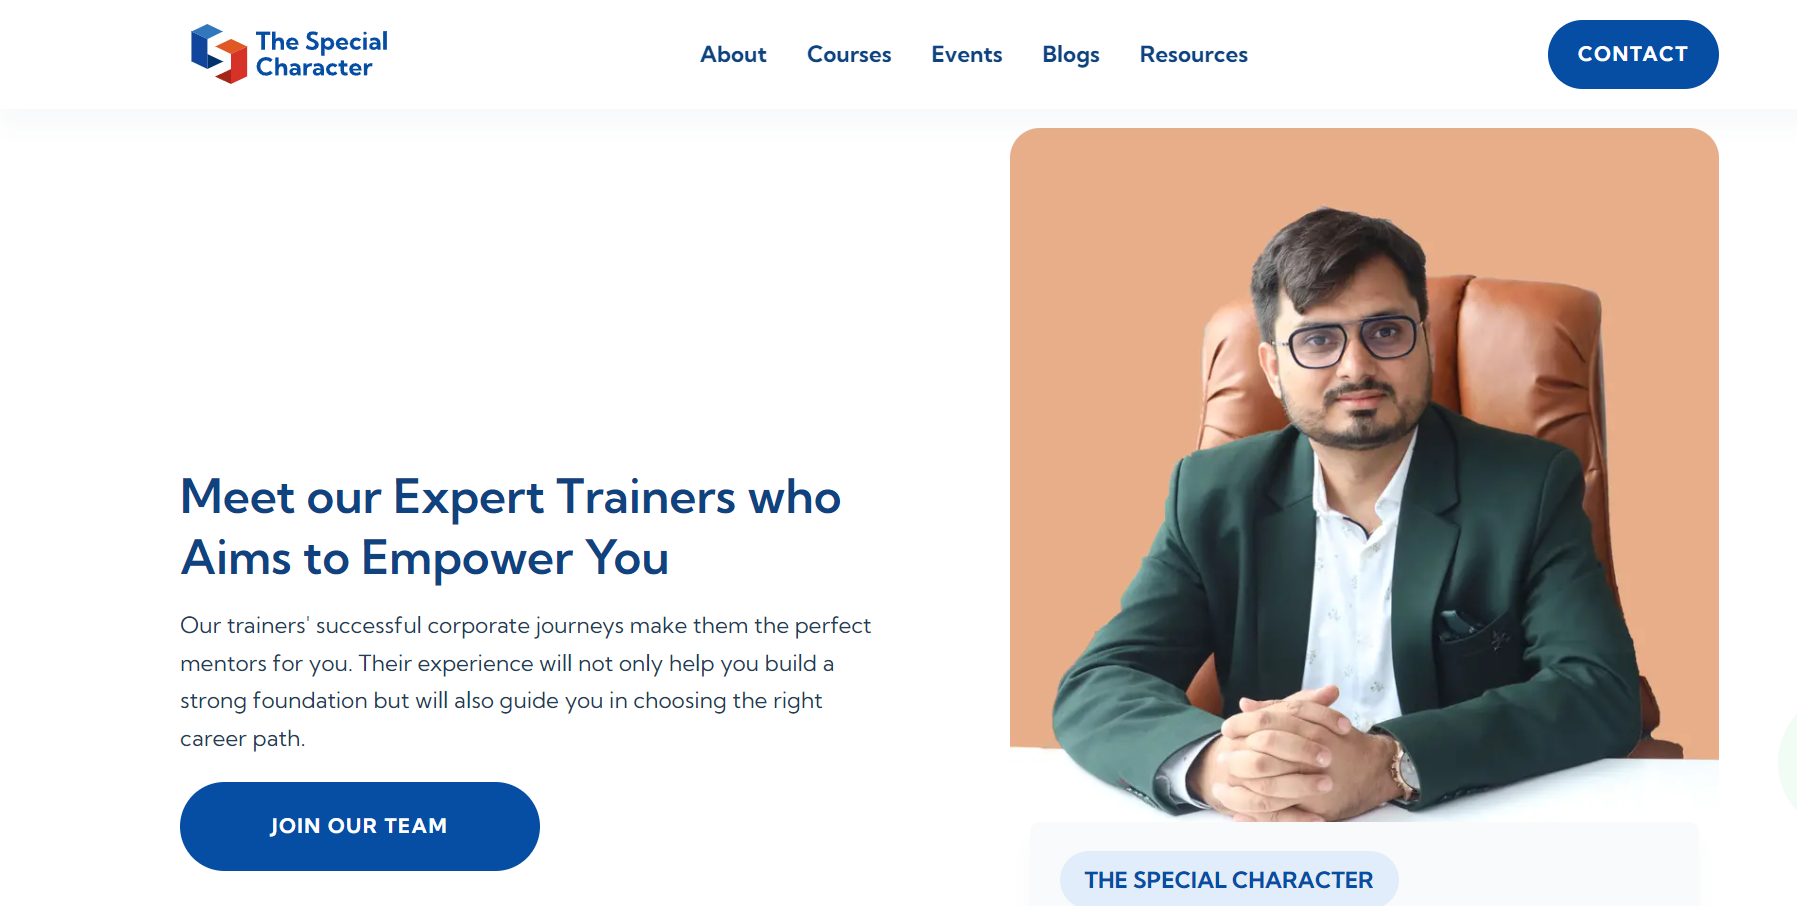 The Special
Character
About
Courses
Events
Blogs
Resources
CONTACT
Meet our Expert Trainers who
Aims to Empower You
Our trainers' successful corporate journeys make them the perfect
mentors for you. Their experience will not only help you build a
strong foundation but will also guide you in choosing the right
career path.
JOIN OUR TEAM
THE SPECIAL CHARACTER